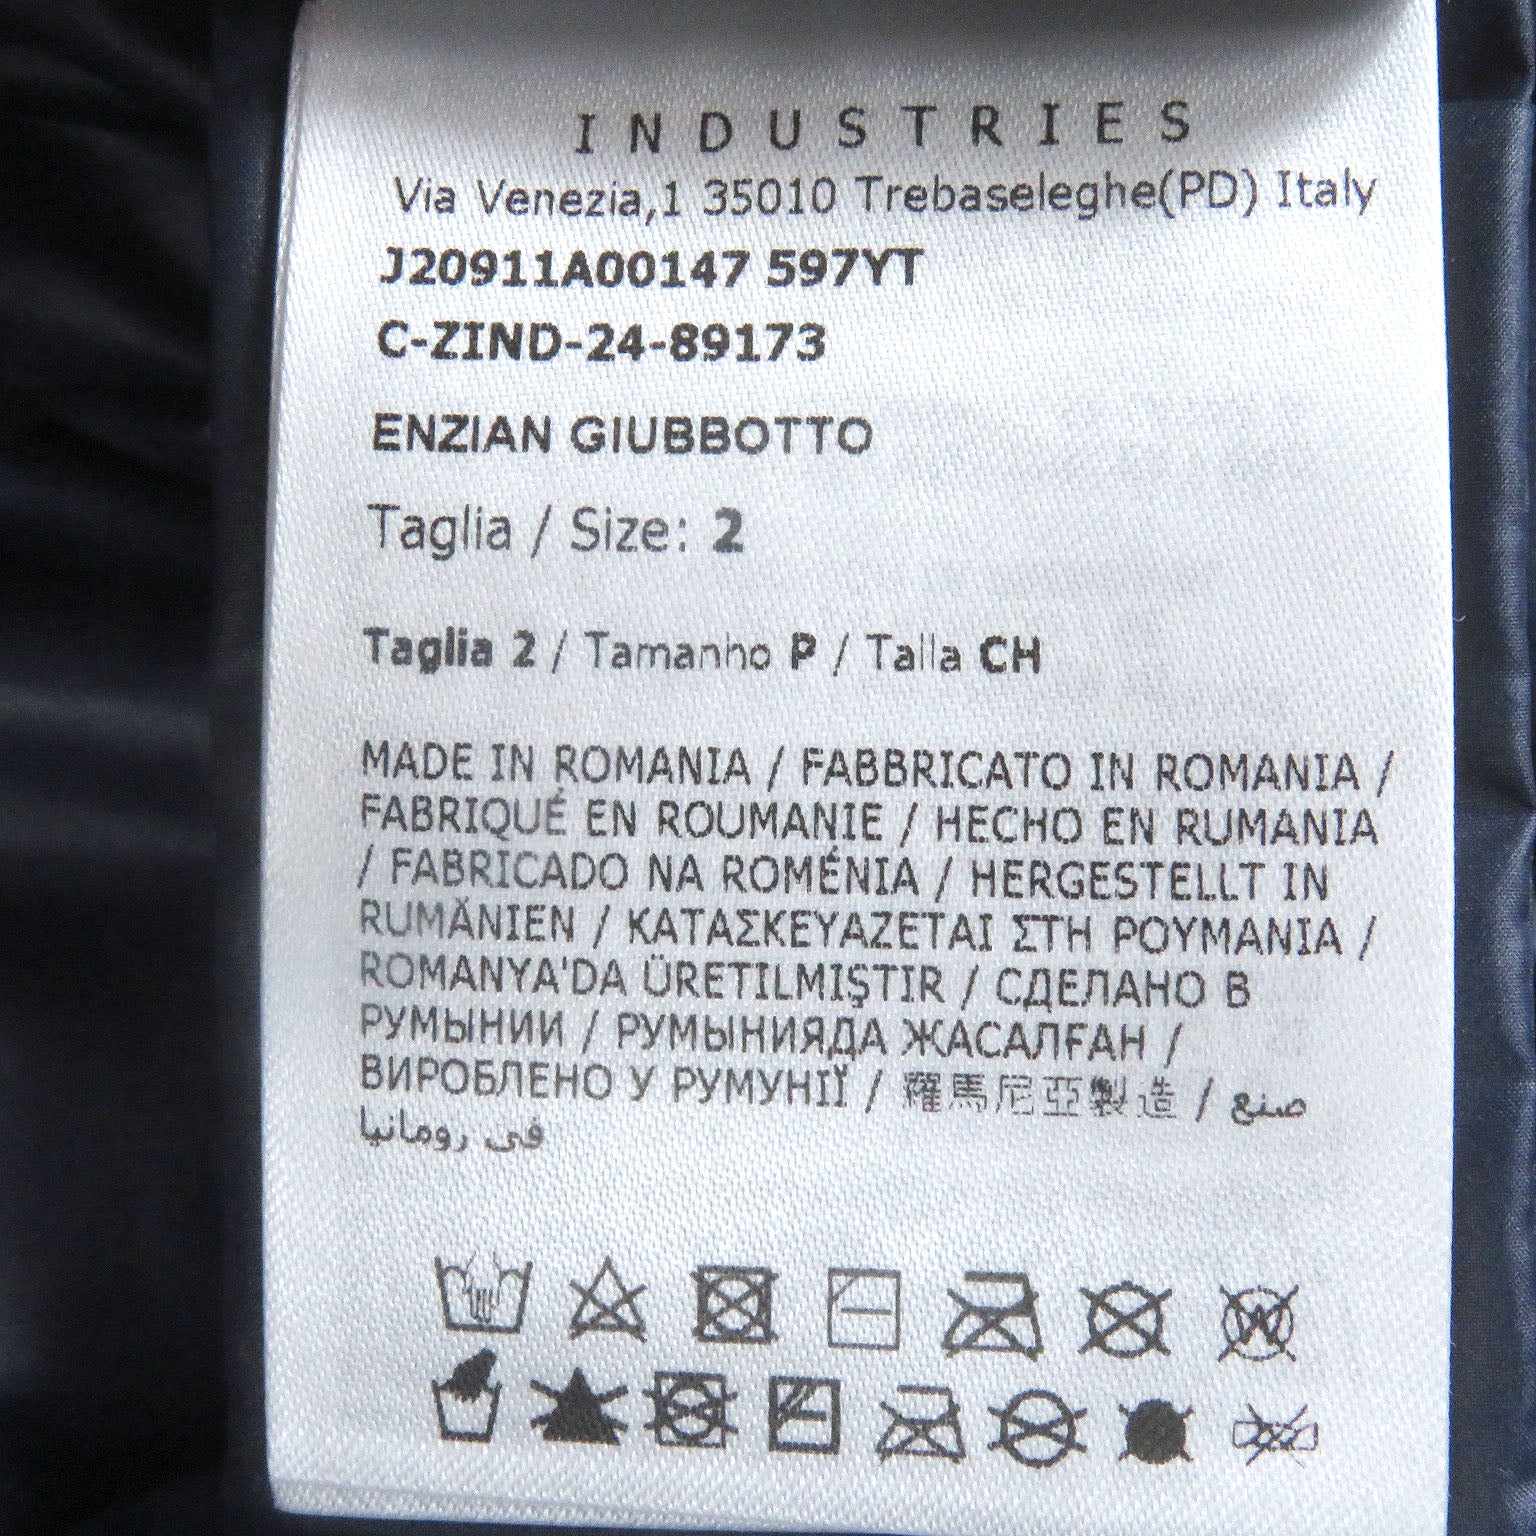 INDUSTRIES
Via Venezia,1 35010 Trebaseleghe(PD) Italy
J20911A00147 597YT
C-ZIND-24-89173
ENZIAN GIUBBOTTO
Taglia / Size: 2
Taglia 2 / Tamanho P / Talla CH
MADE IN ROMANIA / FABBRICATO IN ROMANIA /
FABRIQUÉ EN ROUMANIE / HECHO EN RUMANIA
/ FABRICADO NA ROMÉNIA / HERGESTELLT IN
RUMÄNIEN / ΚΑΤΑΣΚΕΥΑΖΕΤΑΙ ΣΤΗ ΡΟΥΜΑΝΙΑ /
ROMANYA'DA ÜRETILMIŞTIR / СДЕЛАНО В
РУМЫНИИ / РУМЫНИЯДА ЖАСАЛҒАН /
ВИРОБЛЕНО У РУМУНІЇ / 羅馬尼亞製造 / صنع
في رومانيا
W